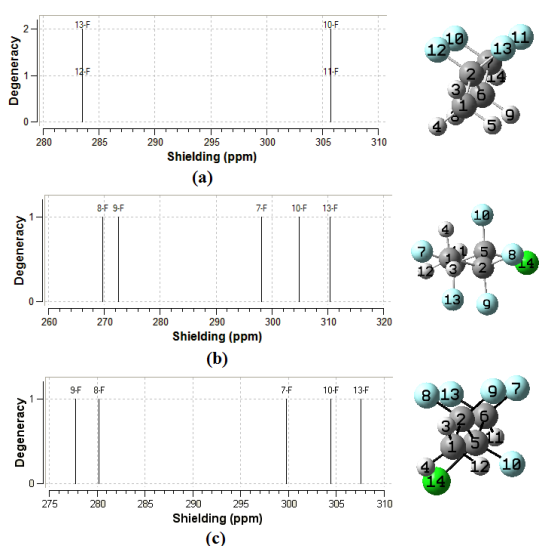 13-F 10-F
12-F 11-F
Degeneracy
2
1
0
280 285 290 295 300 305 310
Shielding (ppm)
(a)
10 11
12 13
2 7
14
3 6
1
4 8 5 9
8-F 9-F 7-F 10-F 13-F
Degeneracy
1
0
260 270 280 290 300 310 320
Shielding (ppm)
(b)
10
4
7 1 11 5 8
12 3 2 14
13 9
9-F 8-F 7-F 10-F 13-F
Degeneracy
1
0
275 280 285 290 295 300 305 310
Shielding (ppm)
(c)
8 13 9 7
2 6
3 11
1 5
4 12 10
14